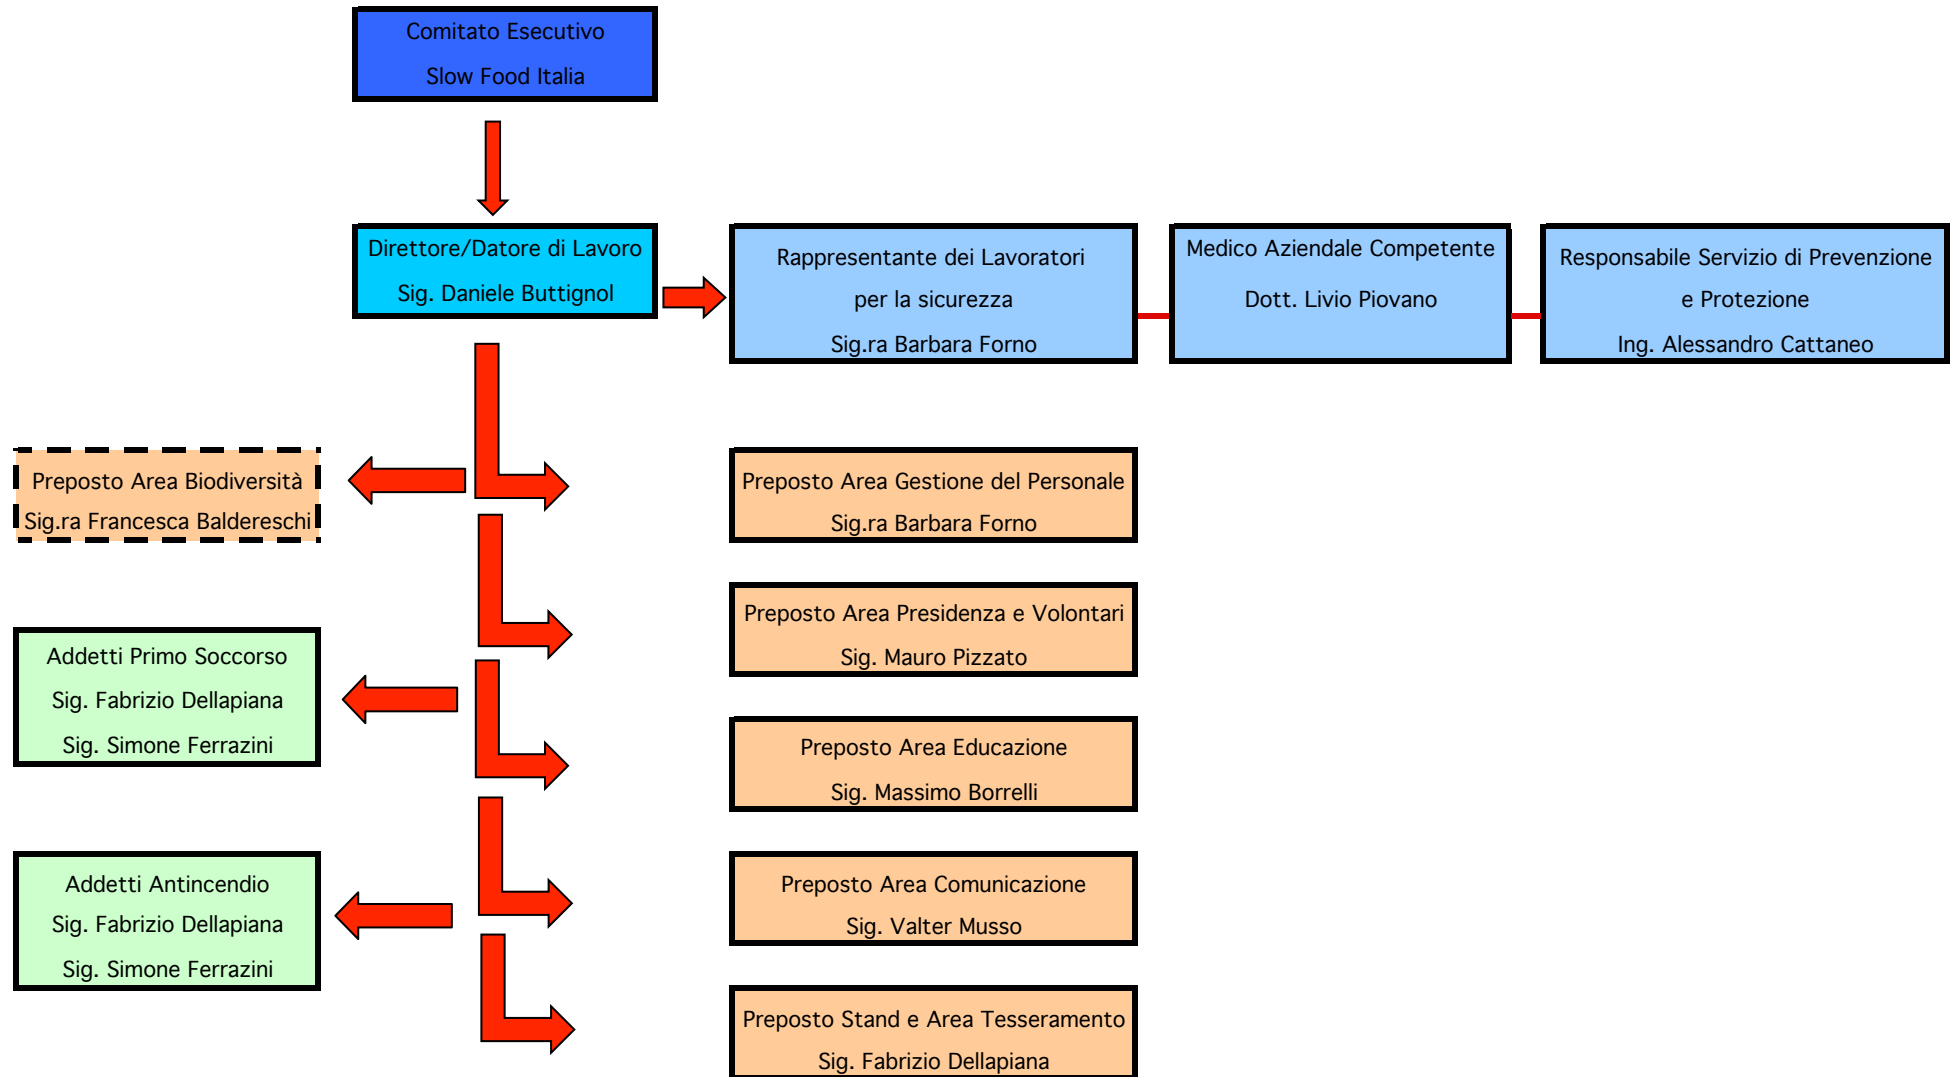 Comitato Esecutivo
Slow Food Italia
Direttore/Datore di Lavoro
Sig. Daniele Buttignol
Rappresentante dei Lavoratori
per la sicurezza
Sig.ra Barbara Forno
Medico Aziendale Competente
Dott. Livio Piovano
Responsabile Servizio di Prevenzione
e Protezione
Ing. Alessandro Cattaneo
Preposto Area Biodiversità
Sig.ra Francesca Baldereschi
Preposto Area Gestione del Personale
Sig.ra Barbara Forno
Preposto Area Presidenza e Volontari
Sig. Mauro Pizzato
Addetti Primo Soccorso
Sig. Fabrizio Dellapiana
Sig. Simone Ferrazini
Preposto Area Educazione
Sig. Massimo Borrelli
Addetti Antincendio
Sig. Fabrizio Dellapiana
Sig. Simone Ferrazini
Preposto Area Comunicazione
Sig. Valter Musso
Preposto Stand e Area Tesseramento
Sig. Fabrizio Dellapiana